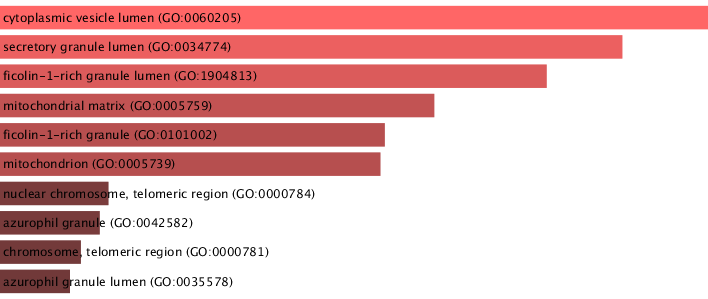 cytoplasmic vesicle lumen (GO:0060205)
secretory granule lumen (GO:0034774)
ficolin-1-rich granule lumen (GO:1904813)
mitochondrial matrix (GO:0005759)
ficolin-1-rich granule (GO:0101002)
mitochondrion (GO:0005739)
nuclear chromosome, telomeric region (GO:0000784)
azurophil granule (GO:0042582)
chromosome, telomeric region (GO:0000781)
azurophil granule lumen (GO:0035578)